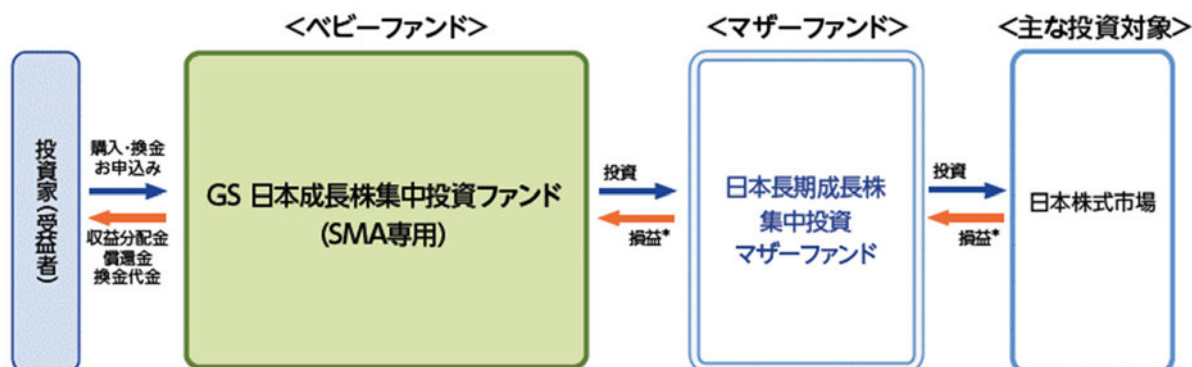 ＜ベビーファンド＞
＜マザーファンド＞
＜主な投資対象＞
投資家（受益者）
購入・換金
お申込み
収益分配金
償還金
換金代金
GS 日本成長株集中投資ファンド
(SMA専用)
投資
損益*
日本長期成長株
集中投資
マザーファンド
投資
損益*
日本株式市場